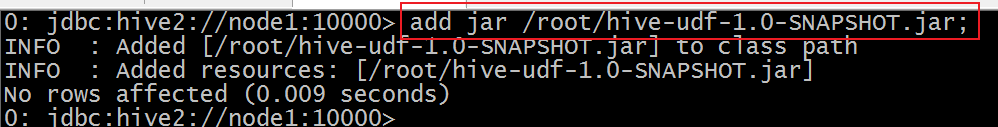 0: jdbc:hive2://node1:10000> add jar /root/hive-udf-1.0-SNAPSHOT.jar;
INFO  : Added [/root/hive-udf-1.0-SNAPSHOT.jar] to class path
INFO  : Added resources: [/root/hive-udf-1.0-SNAPSHOT.jar]
No rows affected (0.009 seconds)
0: jdbc:hive2://node1:10000>